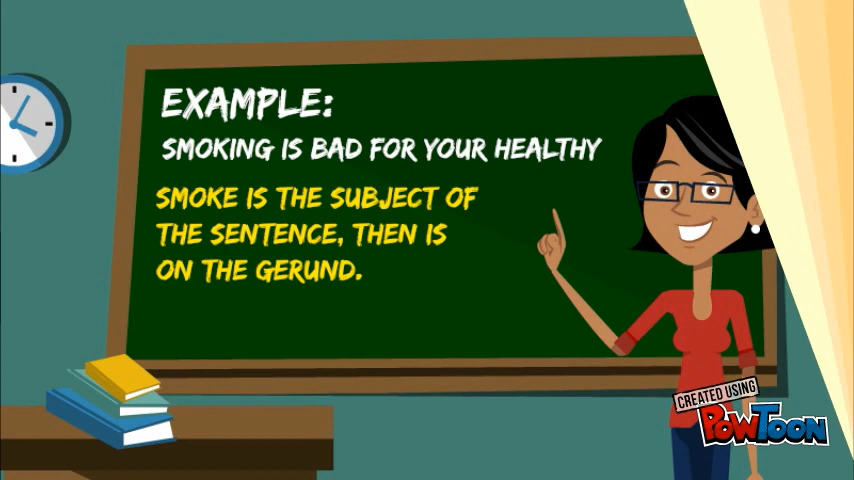 EXAMPLE:
SMOKING IS BAD FOR YOUR HEALTHY
SMOKE IS THE SUBJECT OF
THE SENTENCE, THEN IS
ON THE GERUND.
CREATED USING
POWTOON